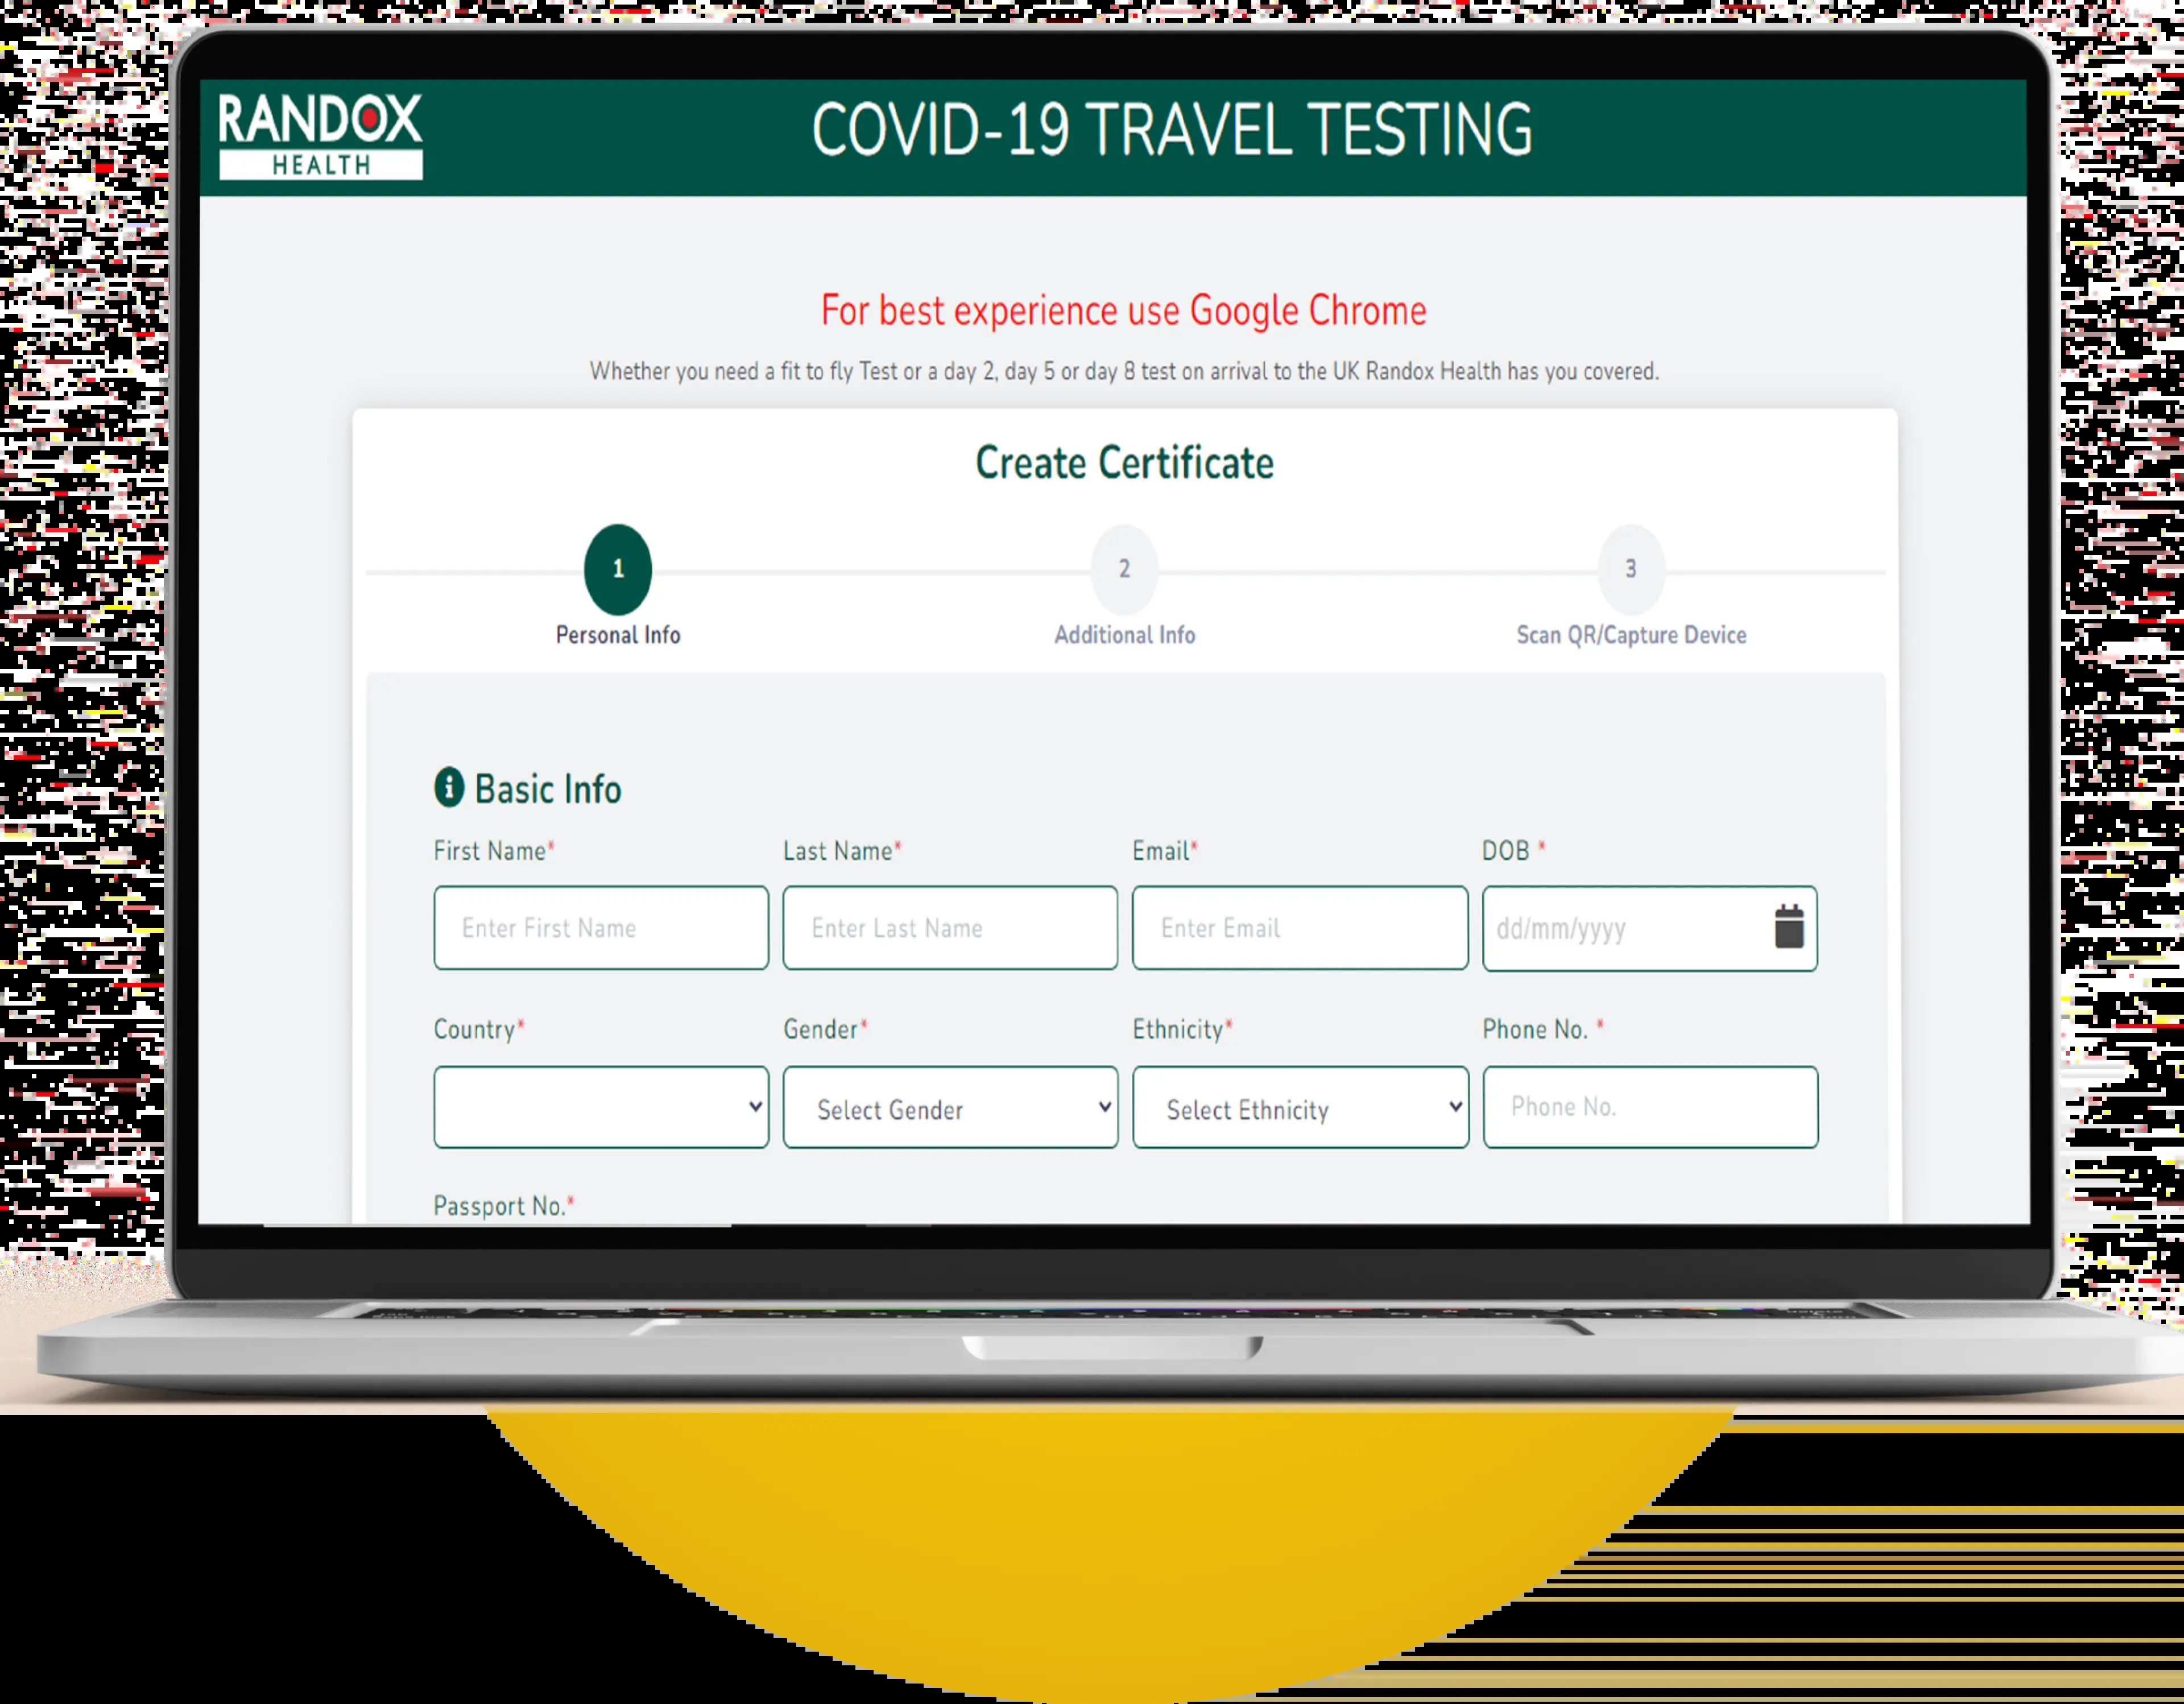 RANDOX
HEALTH
COVID-19 TRAVEL TESTING
For best experience use Google Chrome
Whether you need a fit to fly Test or a day 2, day 5 or day 8 test on arrival to the UK Randox Health has you covered.
Create Certificate
1 2 3
Personal Info Additional Info Scan QR/Capture Device
Basic Info
First Name* Last Name* Email* DOB *
Enter First Name Enter Last Name Enter Email dd/mm/yyyy
Country* Gender* Ethnicity* Phone No. *
Select Gender Select Ethnicity Phone No.
Passport No.*